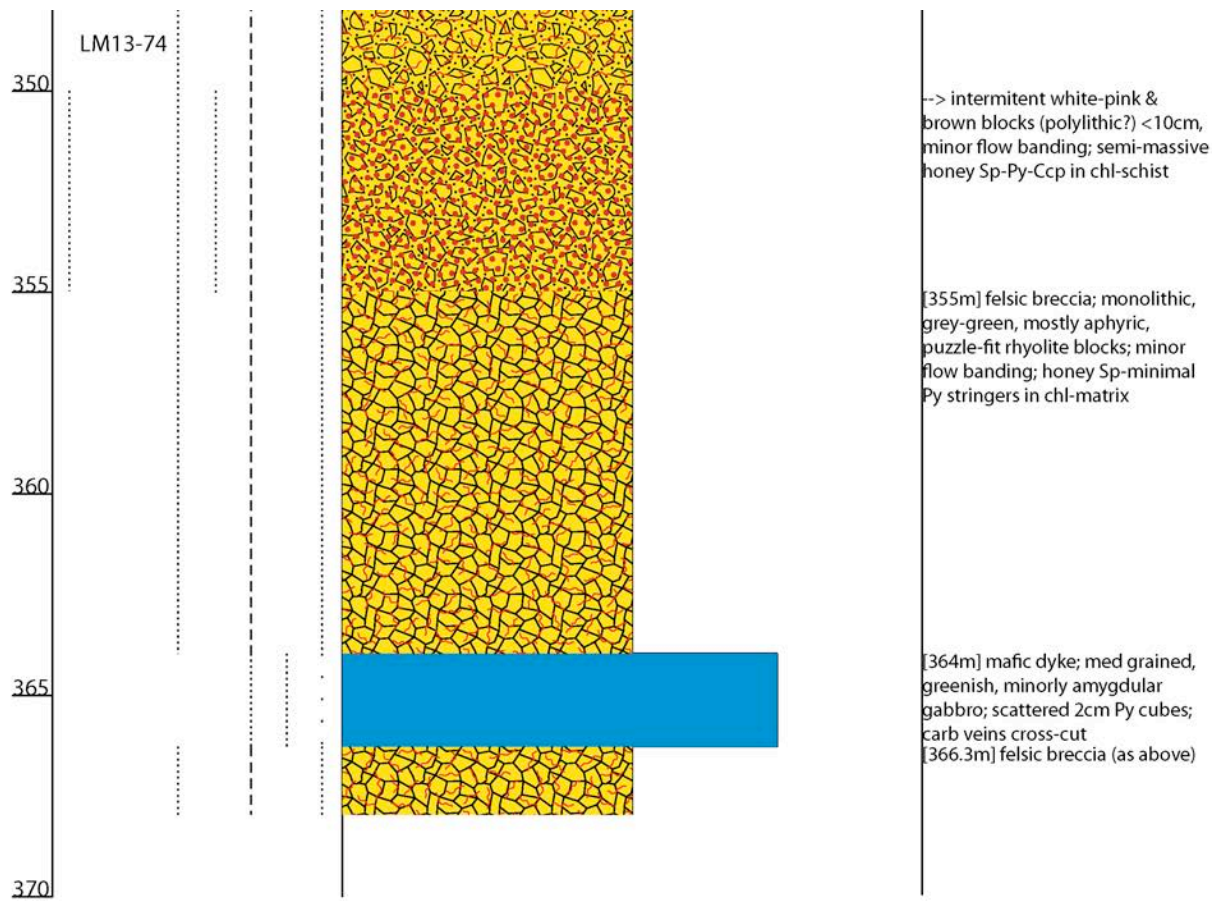 LM13-74
350
--> intermitent white-pink &
brown blocks (polylithic?) <10cm,
minor flow banding; semi-massive
honey Sp-Py-Ccp in chl-schist
355
[355m] felsic breccia; monolithic,
grey-green, mostly aphyric,
puzzle-fit rhyolite blocks; minor
flow banding; honey Sp-minimal
Py stringers in chl-matrix
360
[364m] mafic dyke; med grained,
365
greenish, minorly amygdular
gabbro; scattered 2cm Py cubes;
carb veins cross-cut
[366.3m] felsic breccia (as above)
370